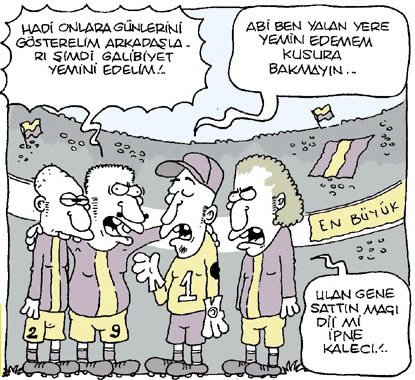 HADİ ONLARA GÜNLERİNİ
GÖSTERELİM ARKADAŞLA-
RI ŞİMDİ GALİBİYET
YEMİNİ EDELİM!..
ABİ BEN YALAN YERE
YEMİN EDEMEM
KUSURA
BAKMAYIN...
EN BÜYÜK
1
2
9
ULAN GENE
SATTIN MAÇI
Dİİ Mİ
İPNE
KALECİ!..